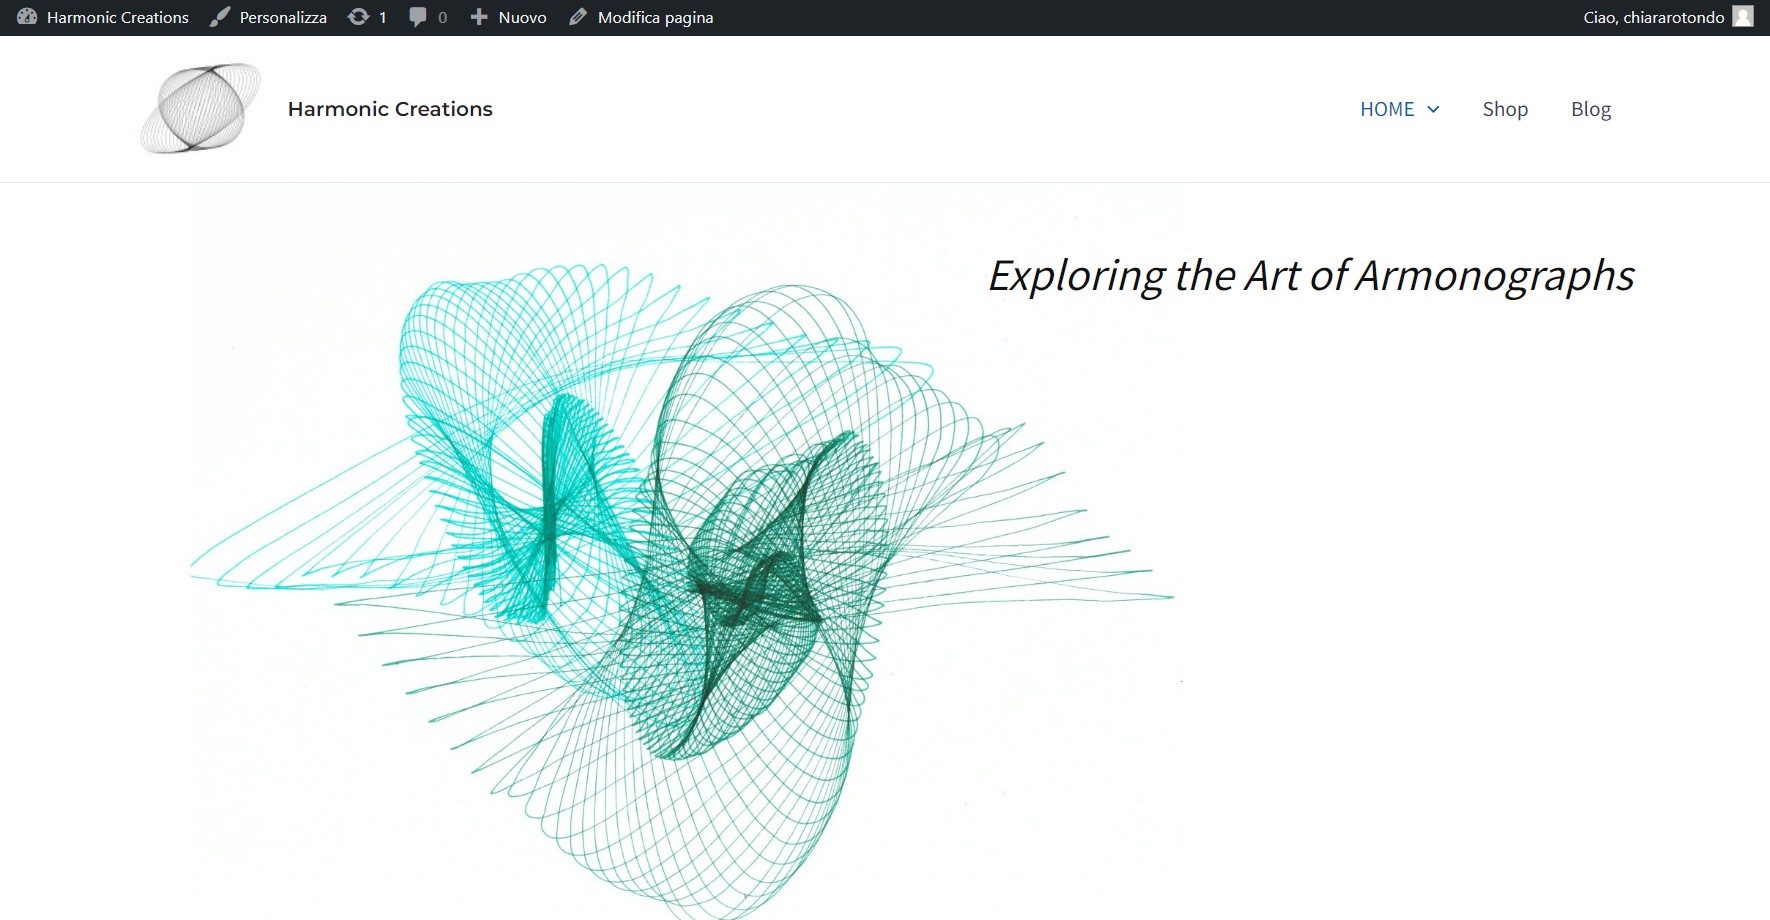 Harmonic Creations Personalizza 1 0 Nuovo Modifica pagina Ciao, chiararotondo
Harmonic Creations HOME Shop Blog
Exploring the Art of Armonographs